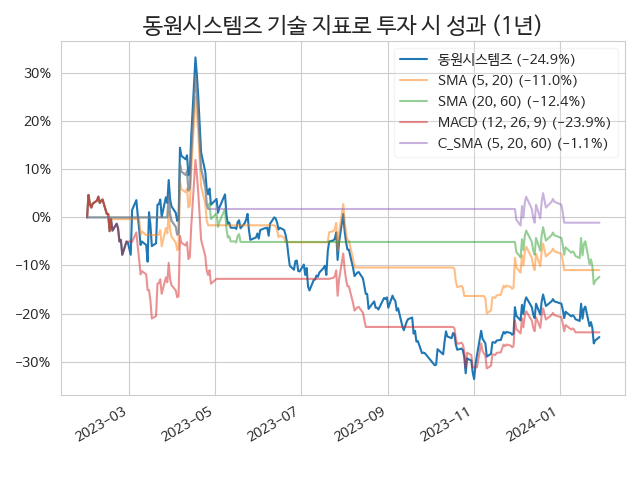 동원시스템즈 기술 지표로 투자 시 성과 (1년)
동원시스템즈 (−24.9%)
SMA (5, 20) (−11.0%)
SMA (20, 60) (−12.4%)
MACD (12, 26, 9) (−23.9%)
C_SMA (5, 20, 60) (−1.1%)
30%
20%
10%
0%
−10%
−20%
−30%
2023−03
2023−05
2023−07
2023−09
2023−11
2024−01